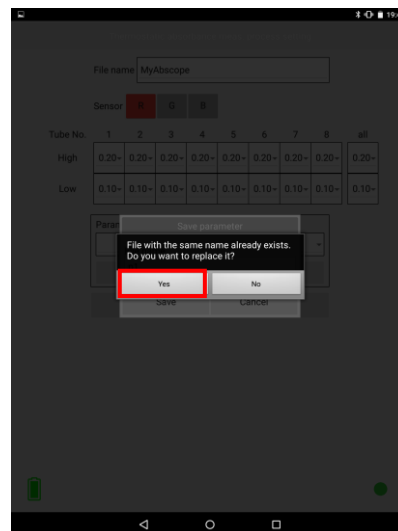 19:
File name MyAbscope
Sensor R G B
Tube No. 1 2 3 4 5 6 7 8 all
High 0.20 0.20 0.20 0.20 0.20 0.20 0.20 0.20 0.20
Low 0.10 0.10 0.10 0.10 0.10 0.10 0.10 0.10 0.10
Param
Save parameter
File with the same name already exists.
Do you want to replace it?
Yes No
Save Cancel